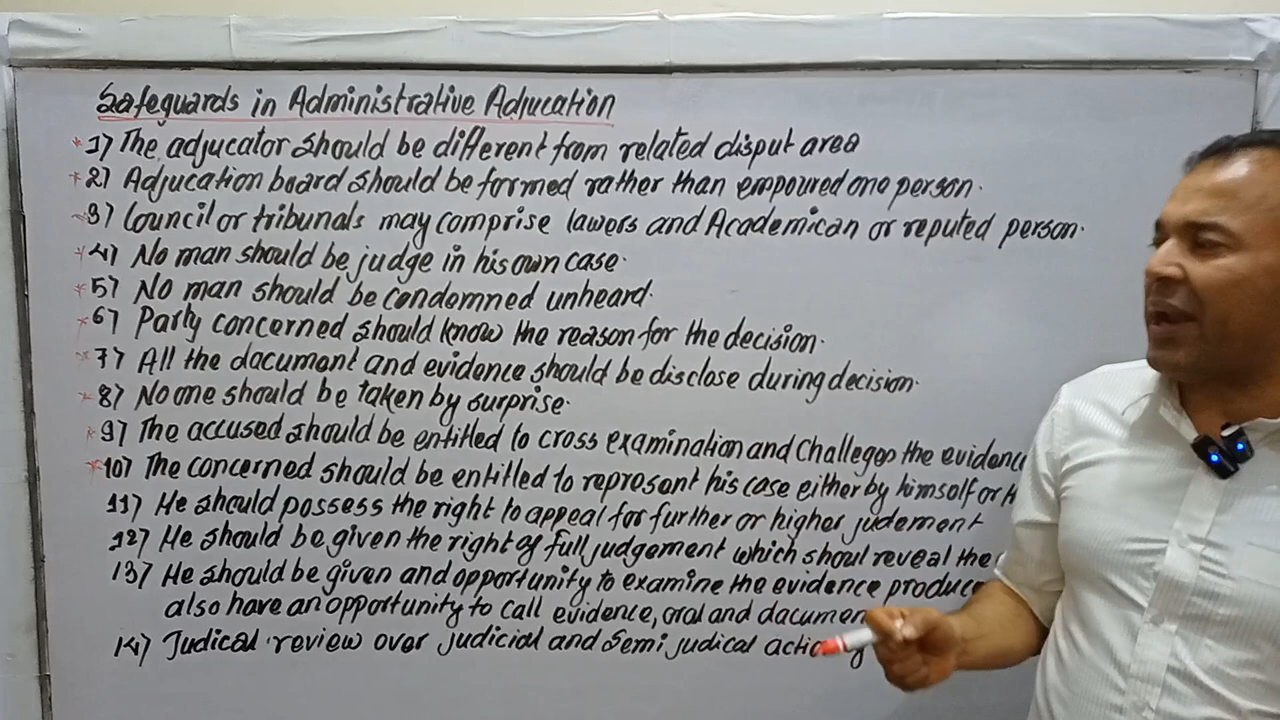 Safeguards in Administrative Adjucation
1) The adjucator should be different from related disput area
2) Adjucation board should be formed rather than empoured one person.
3) Council or tribunals may comprise lawers and Academican or reputed person.
4) No man should be judge in his own case.
5) No man should be condemned unheard.
6) Party concerned should know the reason for the decision.
7) All the dacument and evidence should be disclose during decision.
8) No one should be taken by surprise.
9) The accused should be entitled to cross examination and the evidence
10) The concerned should be entitled to represent his case either by himself or
11) He should possess the right to appeal for further or higher judement
12) He should be given the right of full judgement which shoul reveal the
13) He should be given and opportunity to examine the evidence
also have an opportunity to call evidence, oral and
14) Judical review over judicial and Semi judical